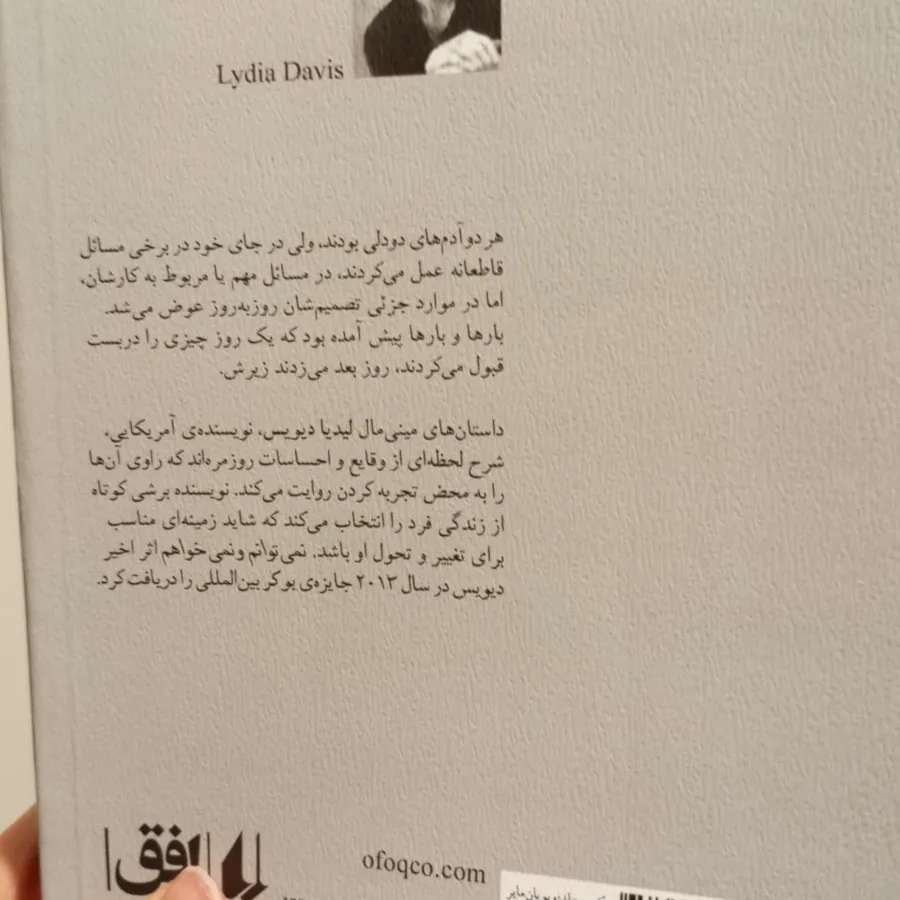 Lydia Davis
هر دو آدم‌های دودلی بودند، ولی در جای خود در برخی مسائل
قاطعانه عمل می‌کردند، در مسائل مهم یا مربوط به کارشان،
اما در موارد جزئی تصمیم‌شان روزبه‌روز عوض می‌شد.
بارها و بارها پیش آمده بود که یک روز چیزی را دربست
قبول می‌کردند، روز بعد می‌زدند زیرش.
داستان‌های مینی‌مال لیدیا دیویس، نویسنده‌ی آمریکایی،
شرح لحظه‌ای از وقایع و احساسات روزمره‌اند که راوی آن‌ها
را به محض تجربه کردن روایت می‌کند. نویسنده برشی کوتاه
از زندگی فرد را انتخاب می‌کند که شاید زمینه‌ای مناسب
برای تغییر و تحول او باشد. نمی‌توانم ونمی‌خواهم اثر اخیر
دیویس در سال ۲۰۱۳ جایزه‌ی بوکر بین‌المللی را دریافت کرد.
افق
ofoqco.com